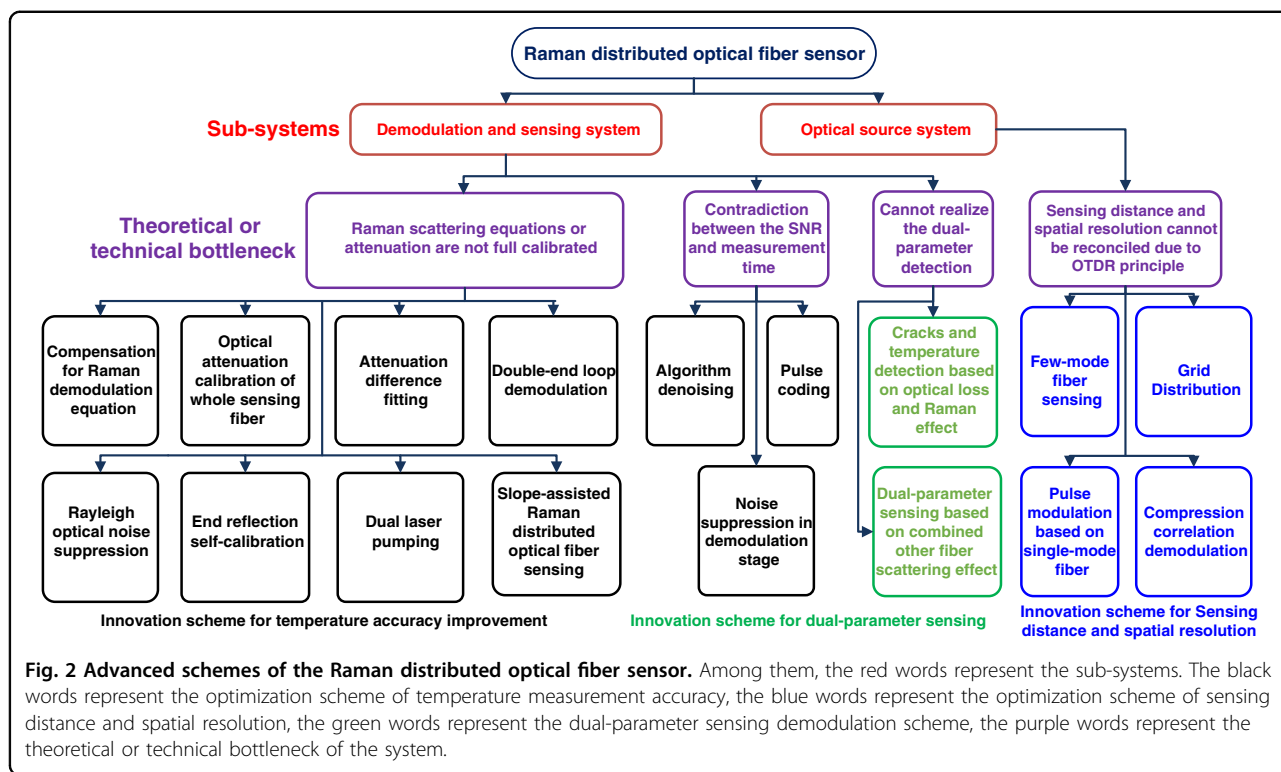 Raman distributed optical fiber sensor
Sub-systems
Demodulation and sensing system
Optical source system
Theoretical or
technical bottleneck
Raman scattering equations or
attenuation are not full calibrated
Contradiction
between the SNR
and measurement
time
Cannot realize
the dual-
parameter
detection
Sensing distance and
spatial resolution cannot
be reconciled due to
OTDR principle
Compensation
for Raman
demodulation
equation
Optical
attenuation
calibration of
whole sensing
fiber
Attenuation
difference
fitting
Double-end loop
demodulation
Algorithm
denoising
Pulse
coding
Cracks and
temperature
detection based
on optical loss
and Raman
effect
Few-mode
fiber
sensing
Grid
Distribution
Rayleigh
optical noise
suppression
End reflection
self-calibration
Dual laser
pumping
Slope-assisted
Raman
distributed
optical fiber
sensing
Noise
suppression in
demodulation
stage
Dual-parameter
sensing based
on combined
other fiber
scattering effect
Pulse
modulation
based on
single-mode
fiber
Compression
correlation
demodulation
Innovation scheme for temperature accuracy improvement
Innovation scheme for dual-parameter sensing
Innovation scheme for Sensing
distance and spatial resolution
Fig. 2 Advanced schemes of the Raman distributed optical fiber sensor. Among them, the red words represent the sub-systems. The black
words represent the optimization scheme of temperature measurement accuracy, the blue words represent the optimization scheme of sensing
distance and spatial resolution, the green words represent the dual-parameter sensing demodulation scheme, the purple words represent the
theoretical or technical bottleneck of the system.